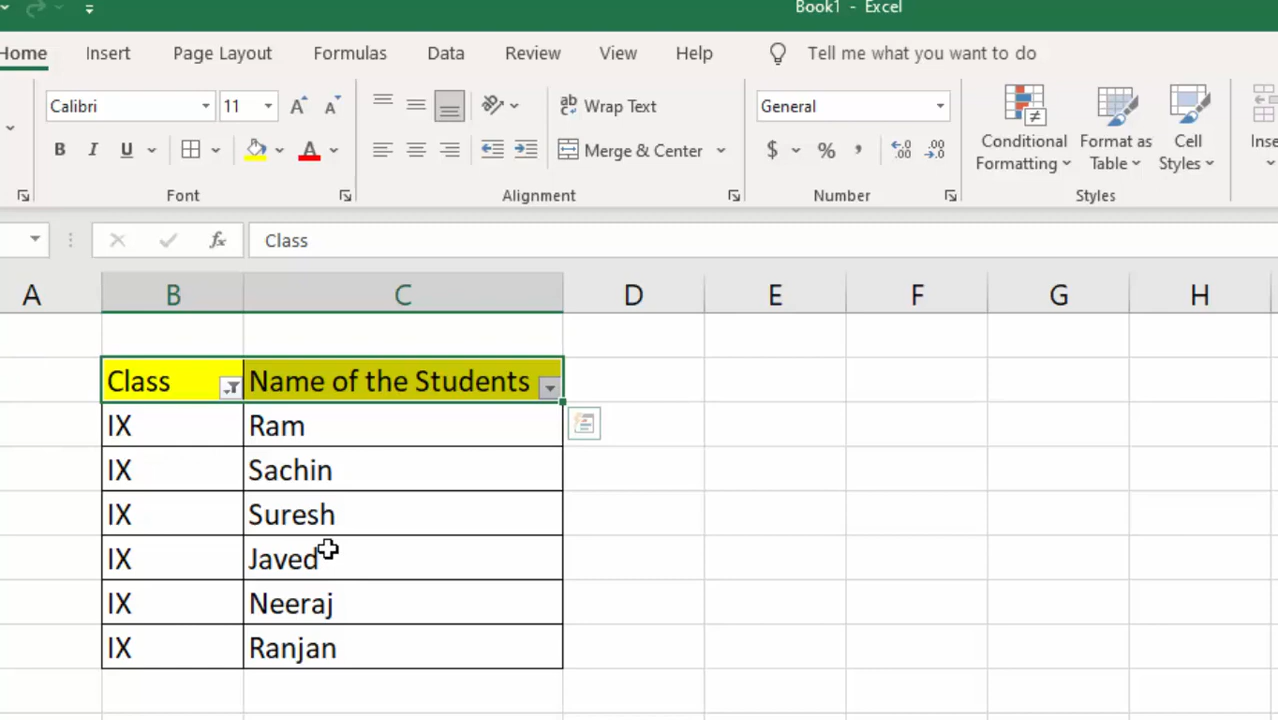 Book1 - Excel
Home Insert Page Layout Formulas Data Review View Help Tell me what you want to do
Calibri 11 A A ab Wrap Text General
B I U A Merge & Center $ % , Conditional Formatting Format as Table Cell Styles
Font Alignment Number Styles
fx Class
A B C D E F G H
Class Name of the Students
IX Ram
IX Sachin
IX Suresh
IX Javed
IX Neeraj
IX Ranjan